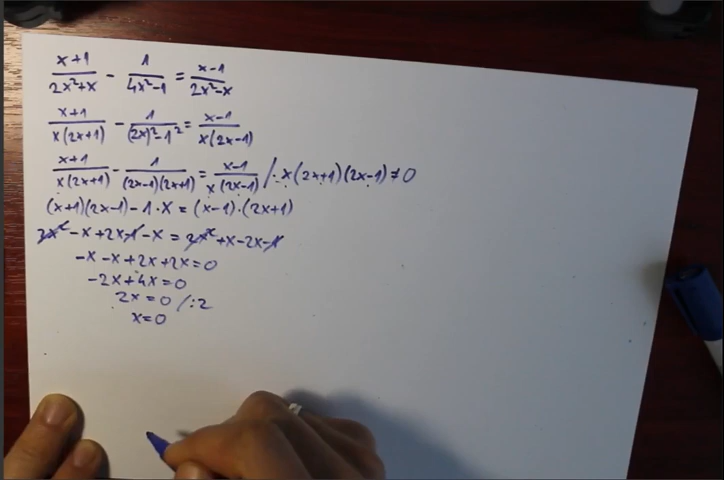 (x+1)/(2x²+x) - 1/(4x²-1) = (x-1)/(2x²-x)
(x+1)/(x(2x+1)) - 1/((2x)²-1²) = (x-1)/(x(2x-1))
(x+1)/(x(2x+1)) - 1/((2x-1)(2x+1)) = (x-1)/(x(2x-1)) /·x(2x+1)(2x-1)≠0
(x+1)(2x-1)-1·x=(x-1)·(2x+1)
2x²-x+2x-1-x=2x²+x-2x-1
-x-x+2x+2x=0
-2x+4x=0
2x=0 /:2
x=0